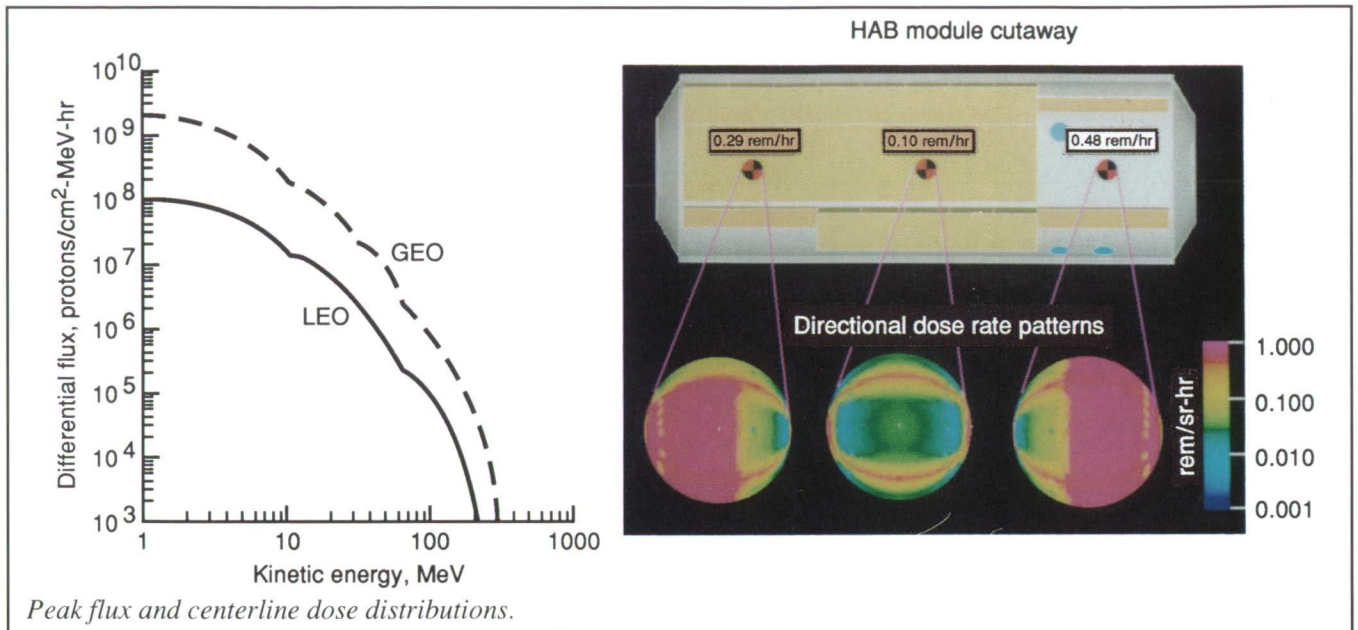 10^10
10^9
10^8
10^7
10^6
10^5
10^4
10^3
Differential flux, protons/cm^2-MeV-hr
GEO
LEO
1
10
100
1000
Kinetic energy, MeV
HAB module cutaway
0.29 rem/hr
0.10 rem/hr
0.48 rem/hr
Directional dose rate patterns
rem/sr-hr
1.000
0.100
0.010
0.001
Peak flux and centerline dose distributions.